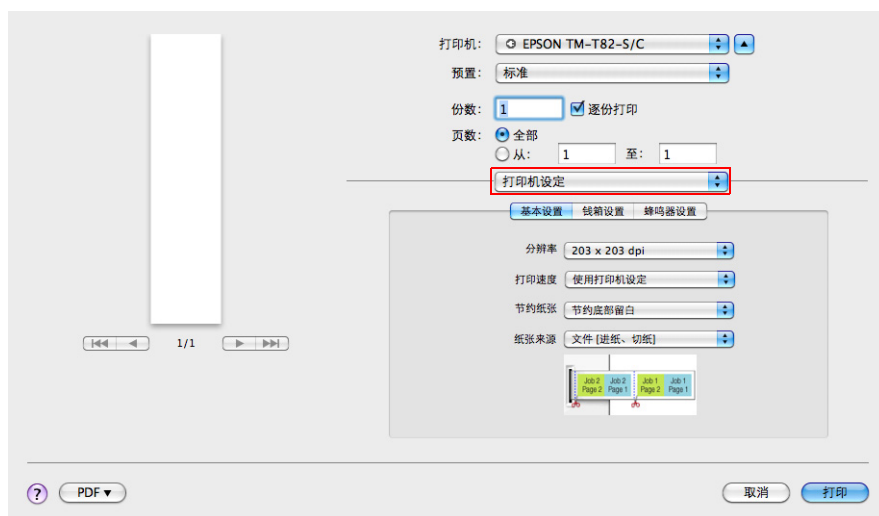 打印机: EPSON TM-T82-S/C
预置: 标准
份数: 1 逐份打印
页数: 全部
从: 1 至: 1
打印机设定
基本设置 钱箱设置 蜂鸣器设置
分辨率 203 x 203 dpi
打印速度 使用打印机设定
节约纸张 节约底部留白
1/1
纸张来源 文件 [进纸、切纸]
Job 2 Job 2 Job 1 Job 1
Page 2 Page 1 Page 2 Page 1
? PDF▼ 取消 打印